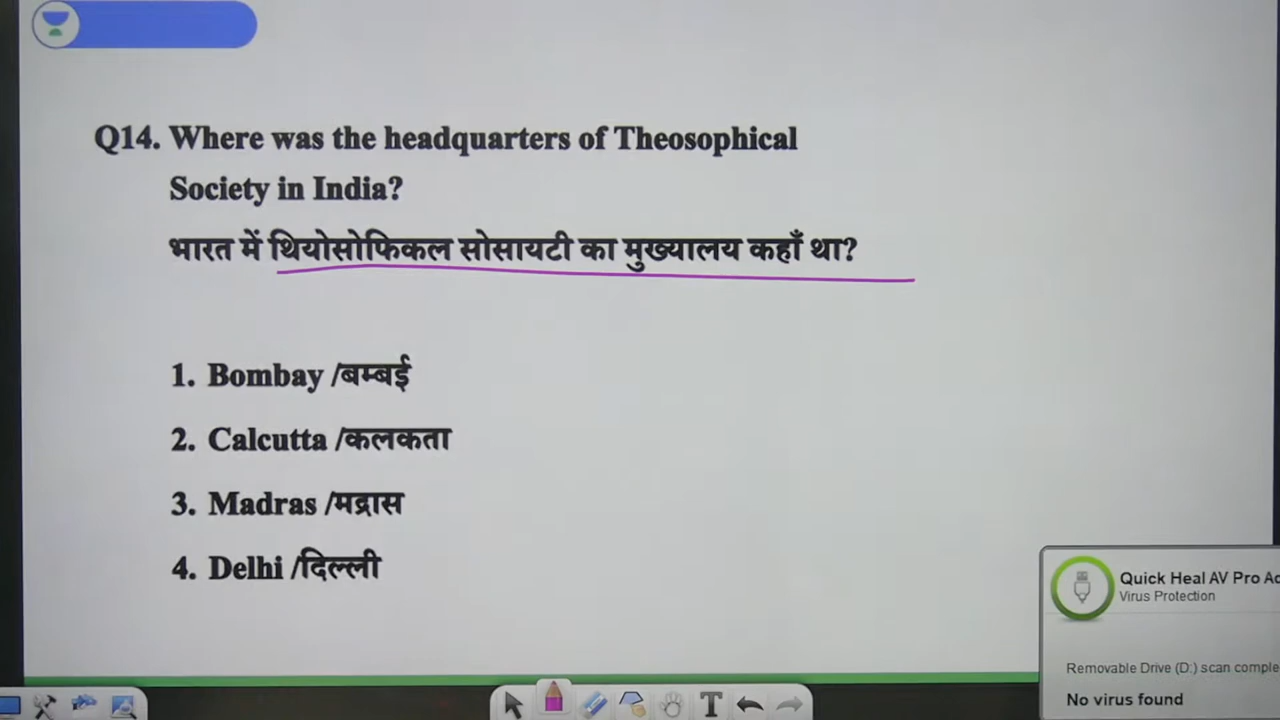 Q14. Where was the headquarters of Theosophical
Society in India?
भारत में थियोसोफिकल सोसायटी का मुख्यालय कहाँ था?
1. Bombay /बम्बई
2. Calcutta /कलकता
3. Madras /मद्रास
4. Delhi /दिल्ली
Quick Heal AV Pro
Virus Protection
Removable Drive (D:) scan
No virus found
T